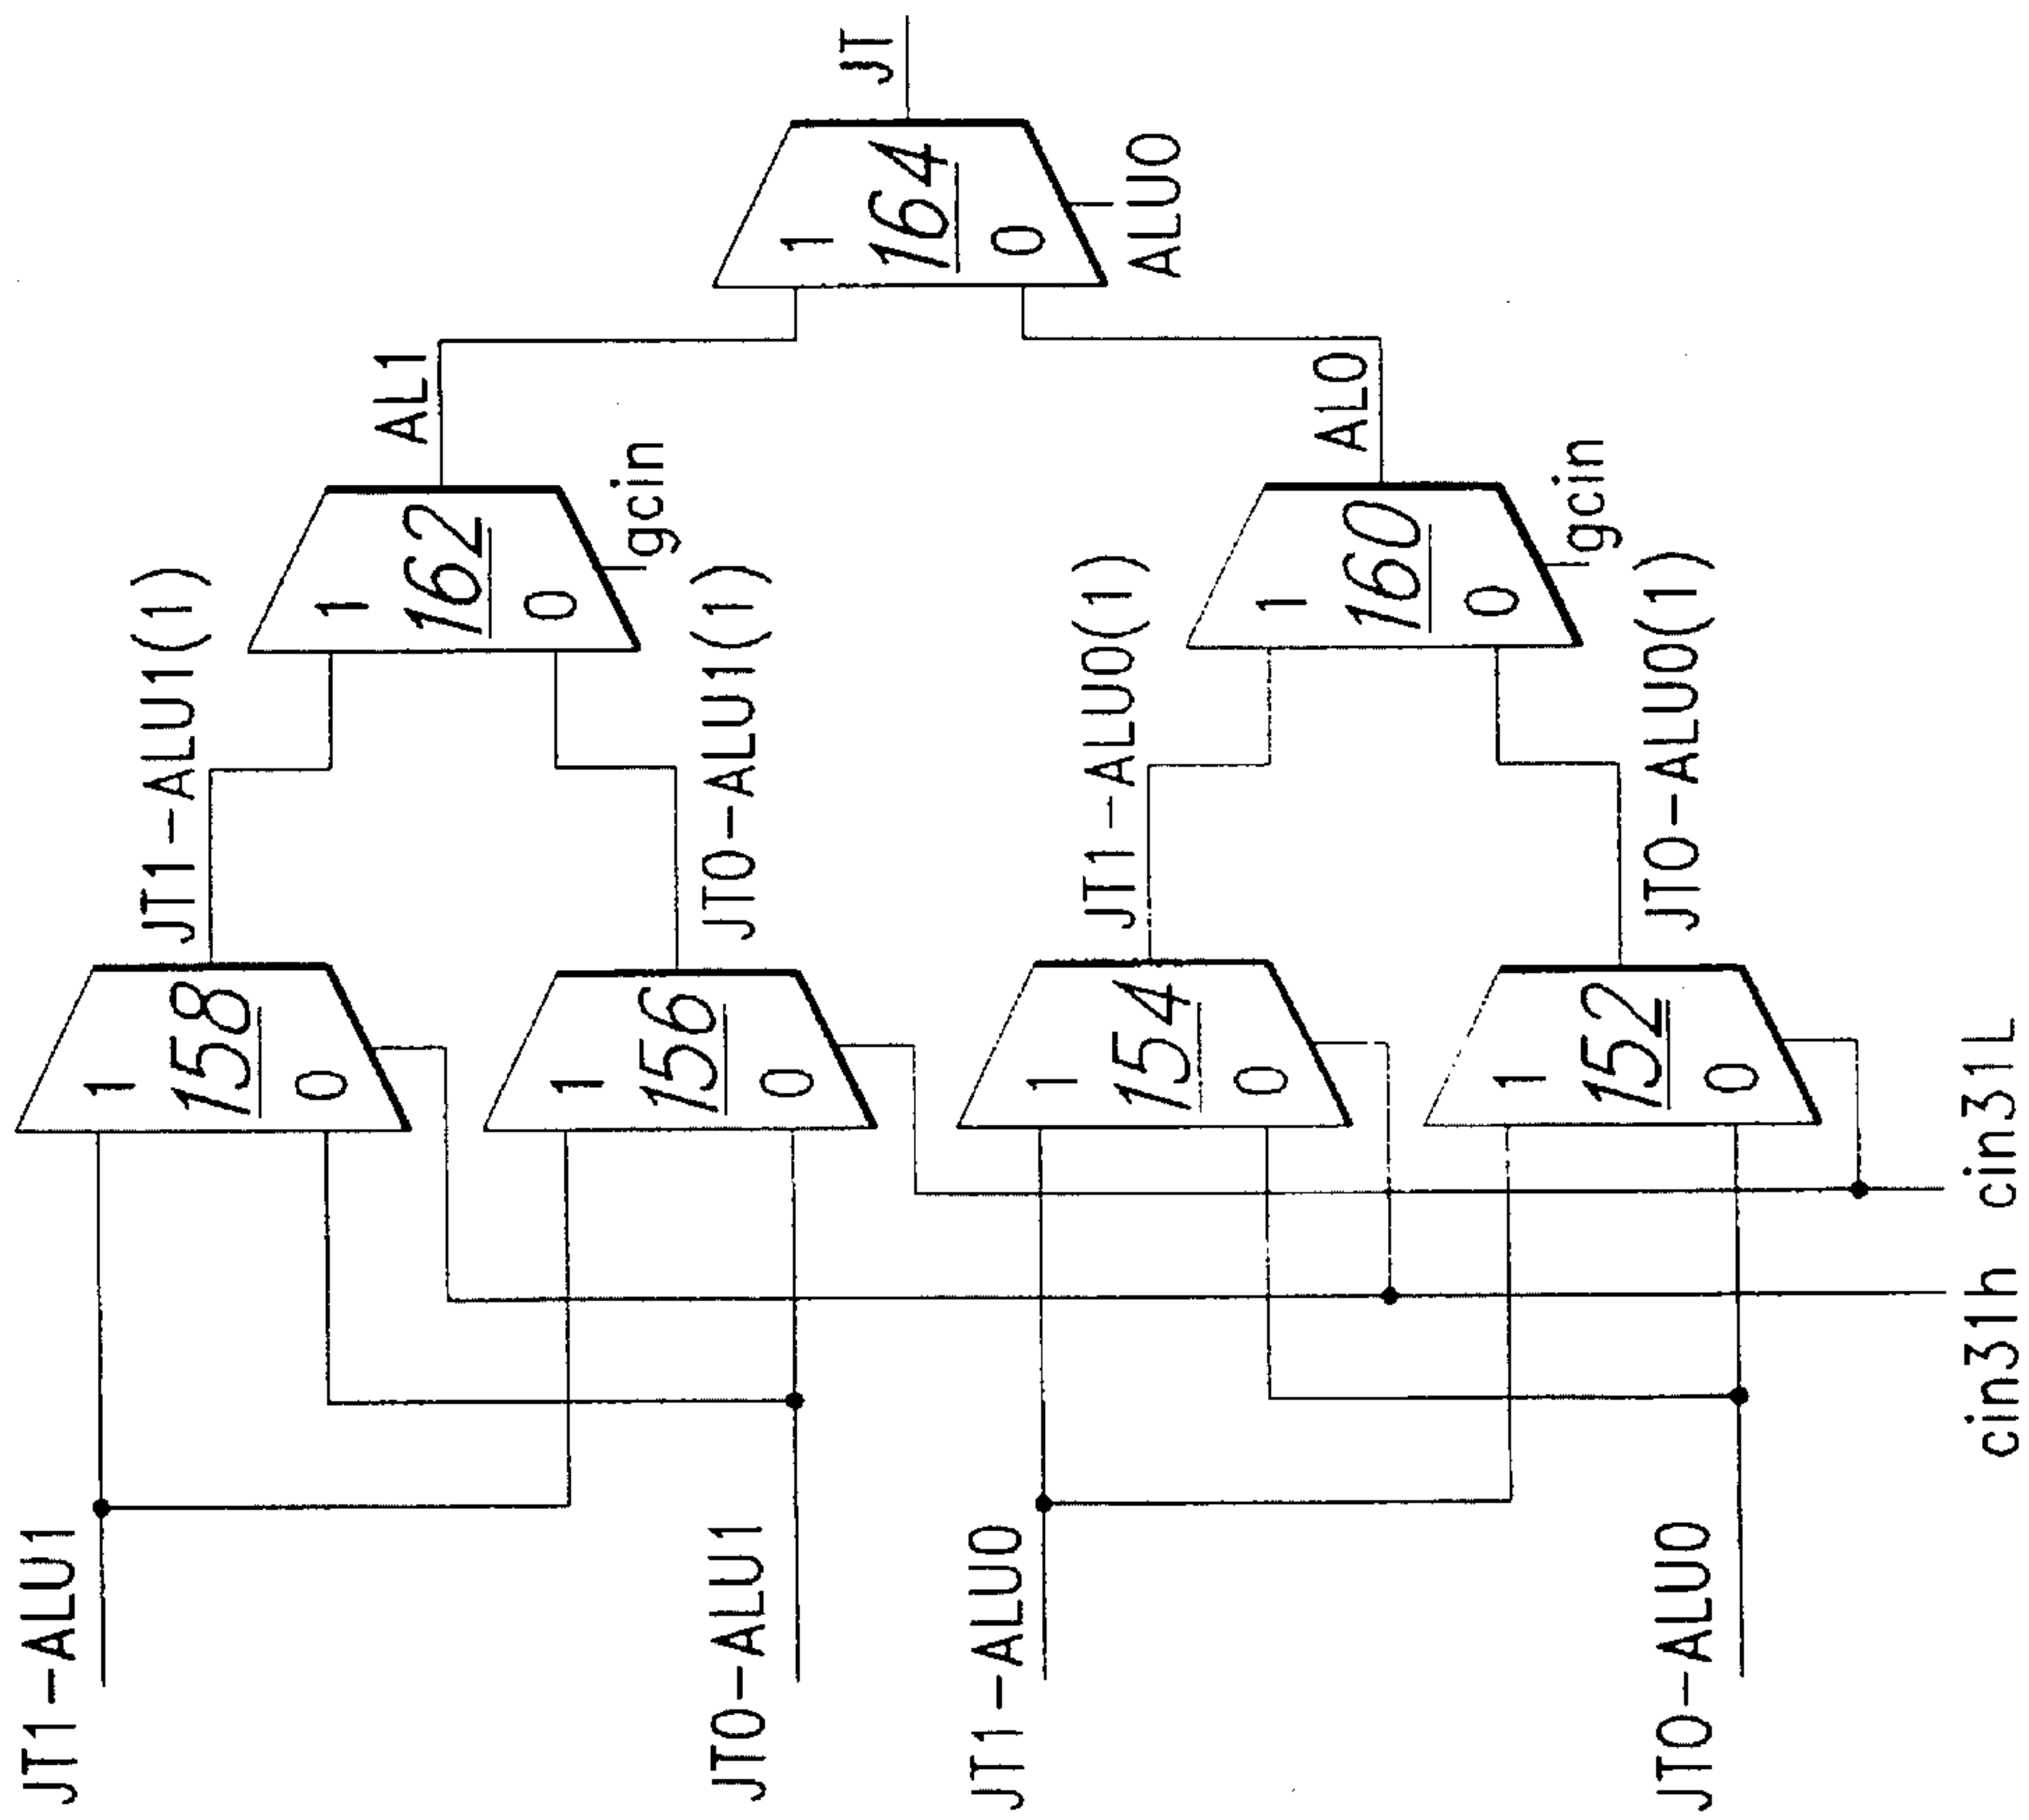 JT1-ALU1
JT0-ALU1
JT1-ALU0
JT0-ALU0
cin31h cin31L
1
158
0
1
156
0
1
154
0
1
152
0
JT1-ALU1(1)
JT0-ALU1(1)
JT1-ALU0(1)
JT0-ALU0(1)
1
162
0
gcin
1
160
0
gcin
AL1
AL0
1
164
0
ALU0
JT